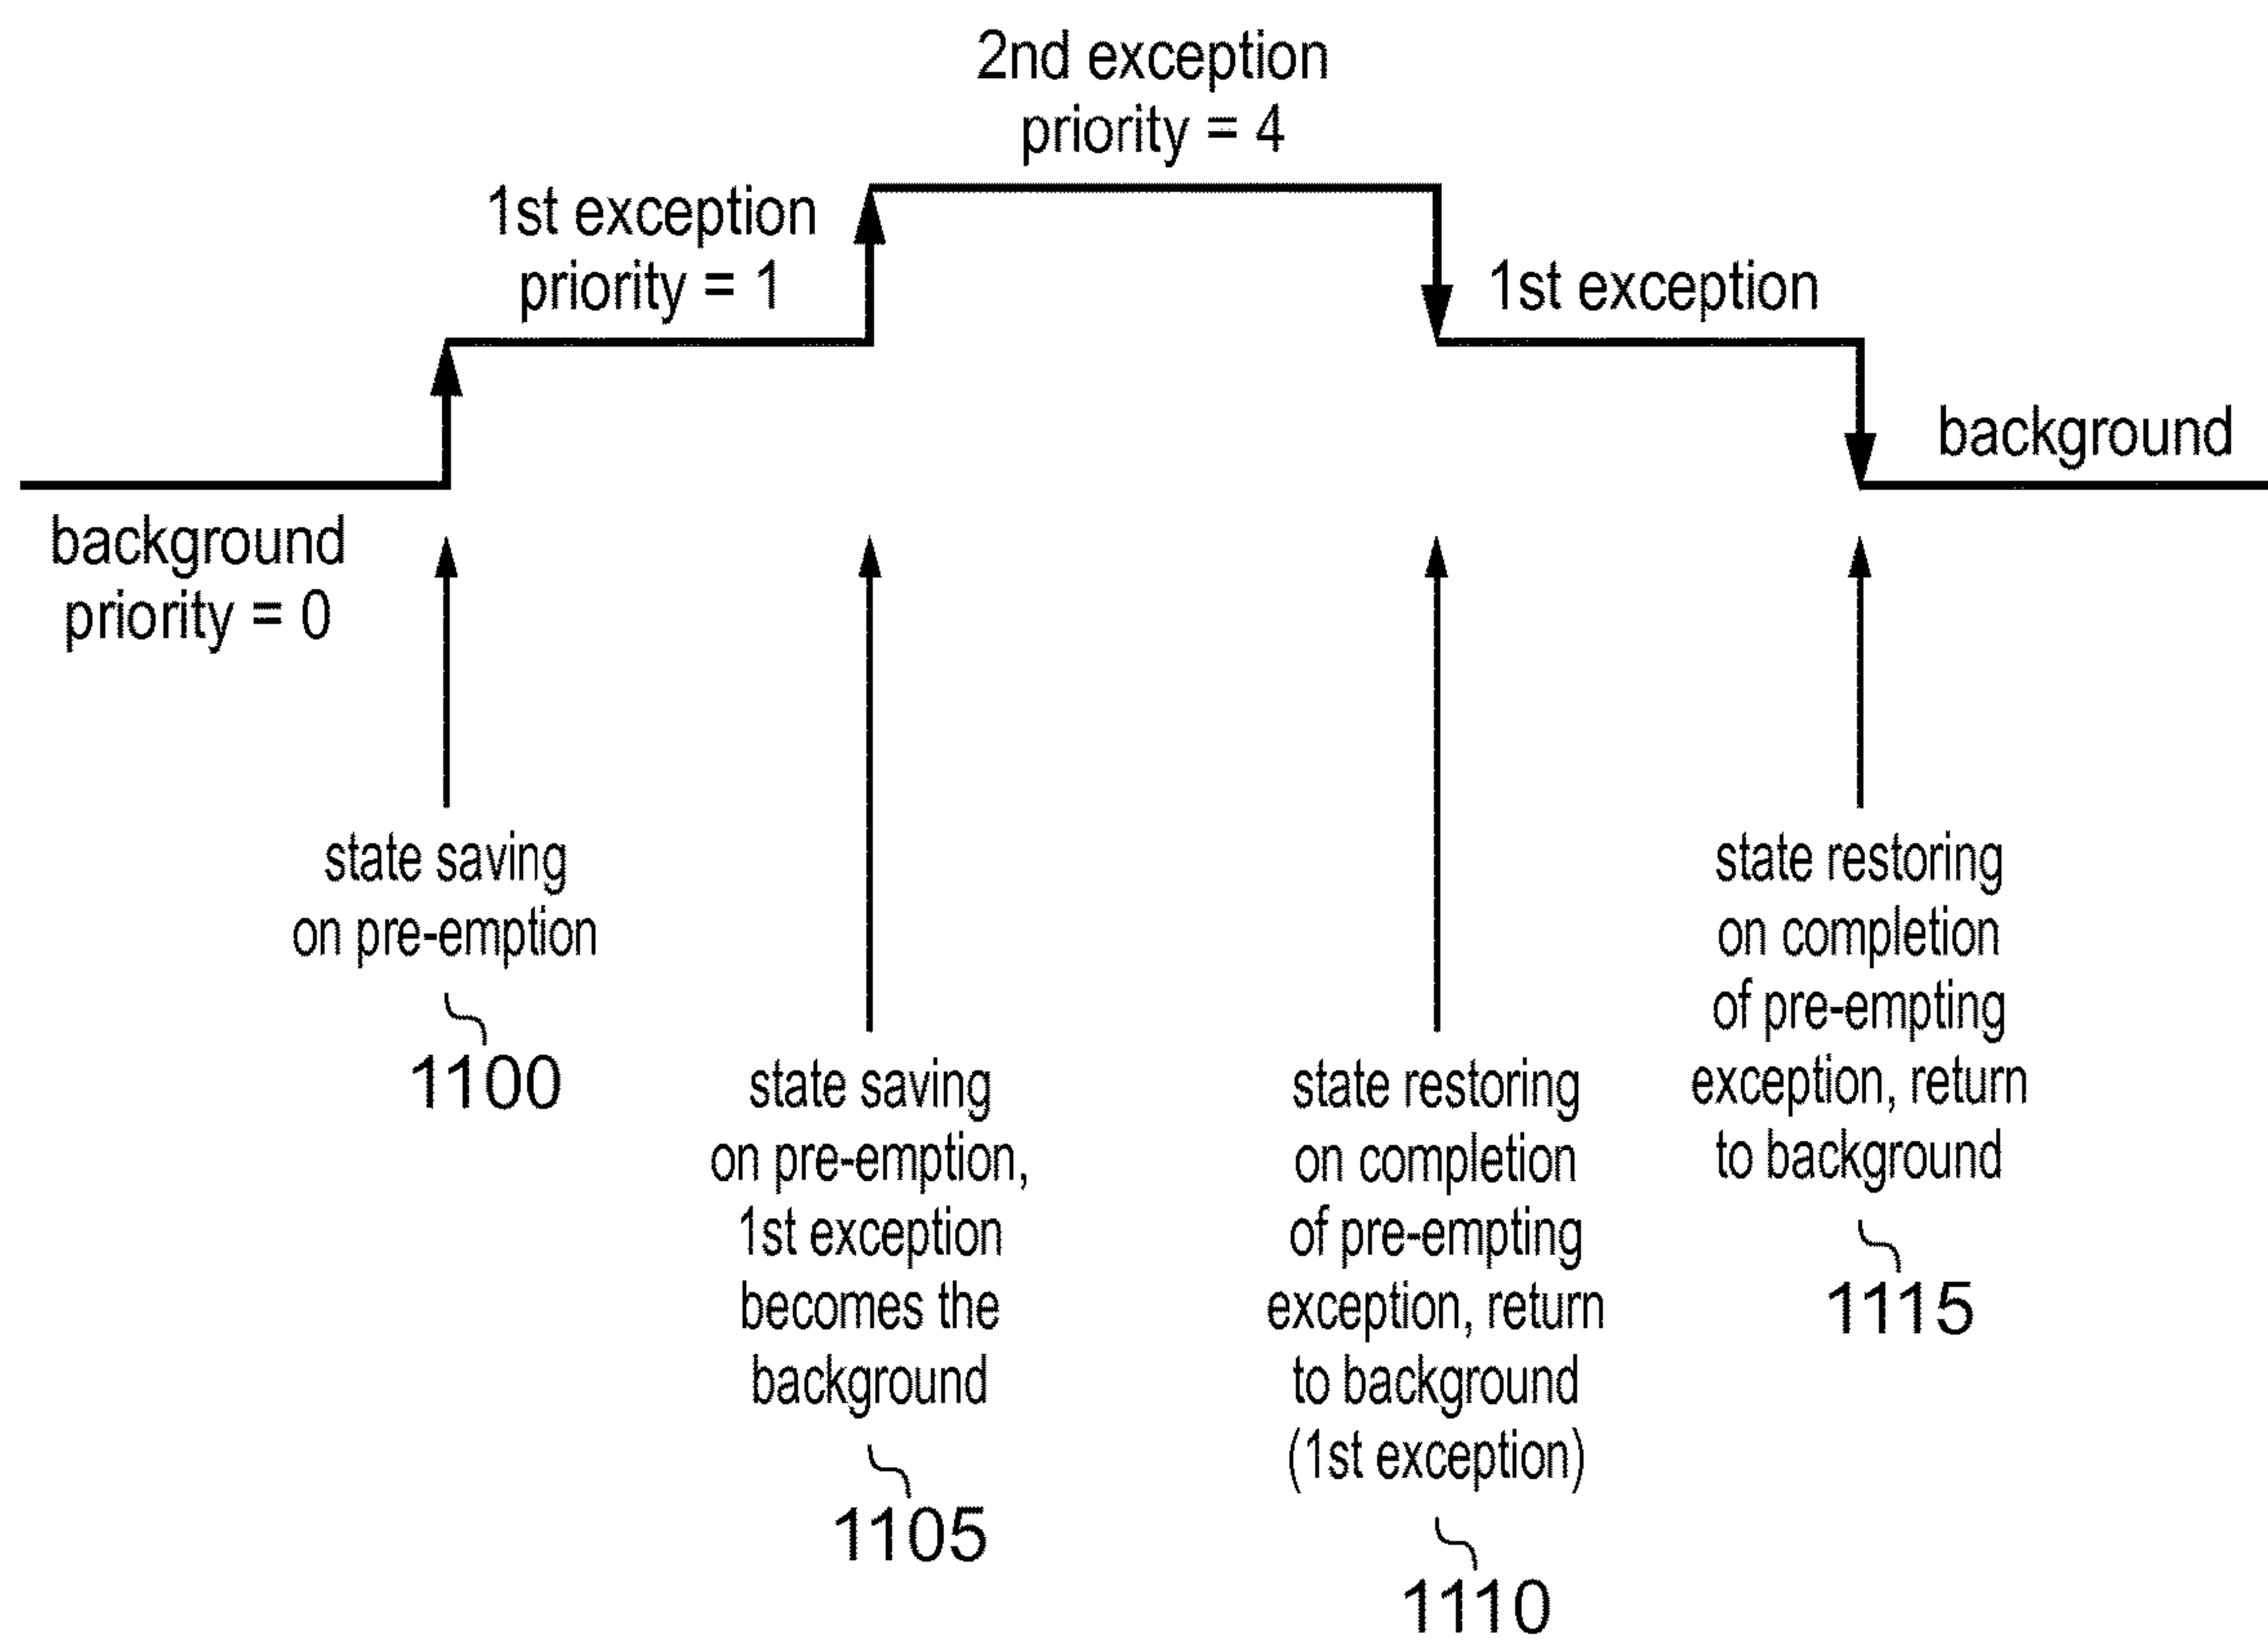 2nd exception
priority = 4
1st exception
priority = 1
1st exception
background
background
priority = 0
state saving
on pre-emption
1100
state saving
on pre-emption,
1st exception
becomes the
background
1105
state restoring
on completion
of pre-empting
exception, return
to background
(1st exception)
1110
state restoring
on completion
of pre-empting
exception, return
to background
1115